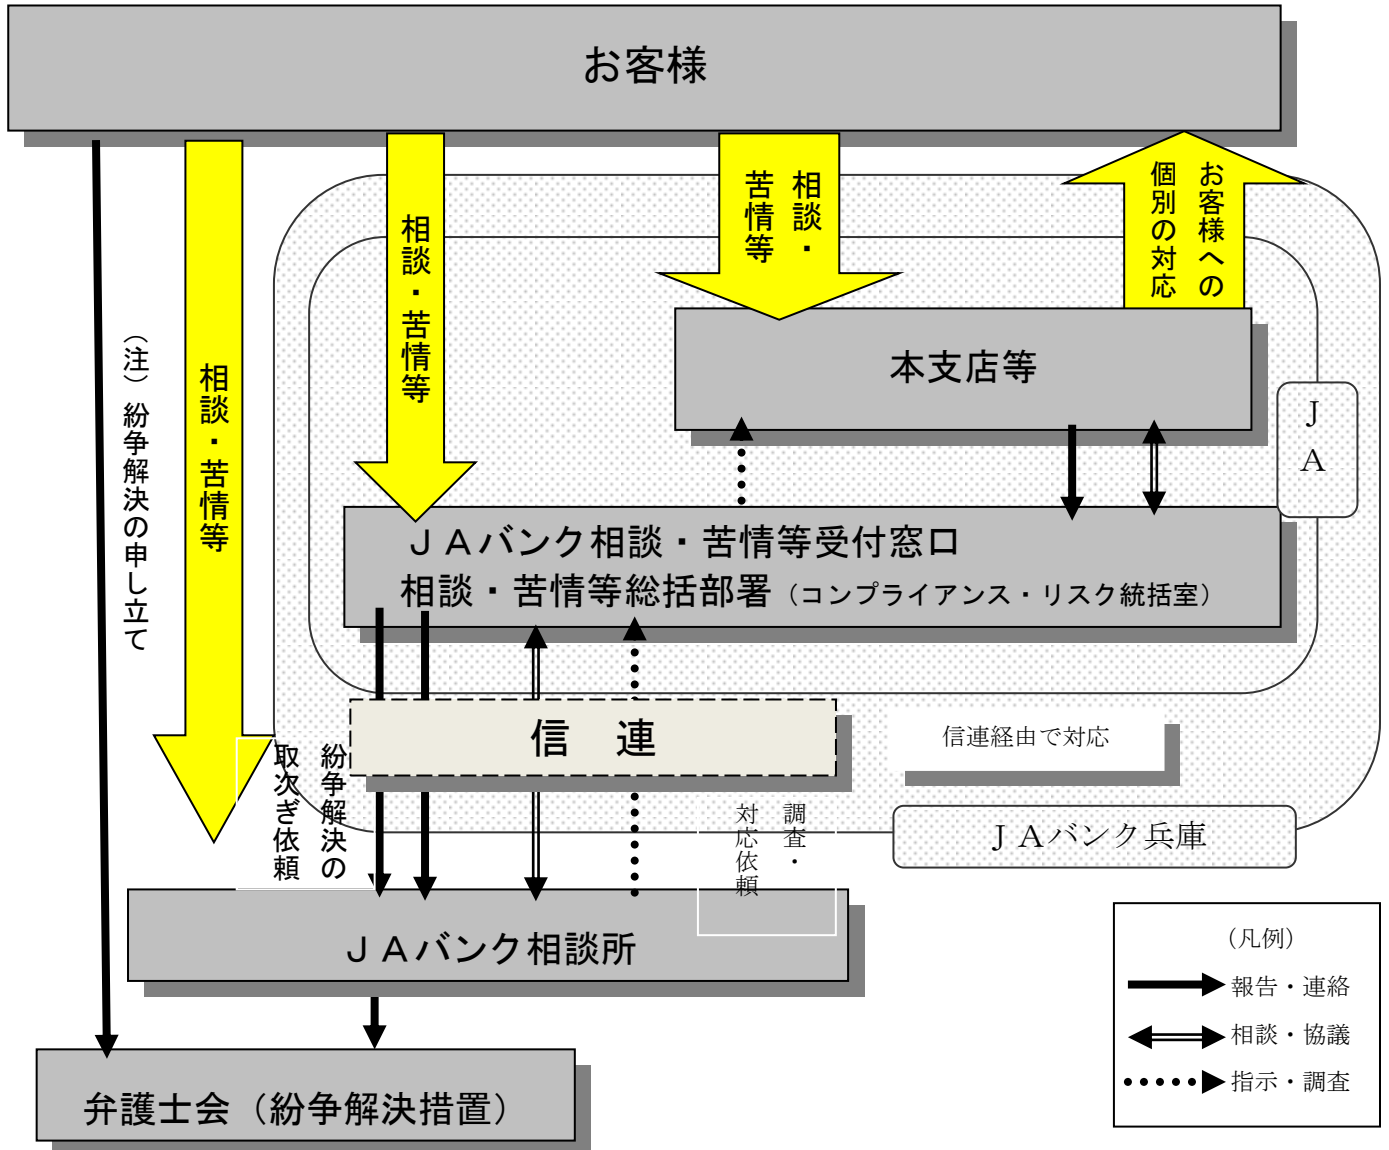 お客様
(注)紛争解決の申し立て
相談・苦情等
相談・苦情等
相談・
苦情等
お客様への
個別の対応
本支店等
JA
JAバンク相談・苦情等受付窓口
相談・苦情等総括部署(コンプライアンス・リスク統括室)
信 連
信連経由で対応
紛争解決の
取次ぎ依頼
調査・
対応依頼
JAバンク兵庫
JAバンク相談所
弁護士会(紛争解決措置)
(凡例)
報告・連絡
相談・協議
指示・調査